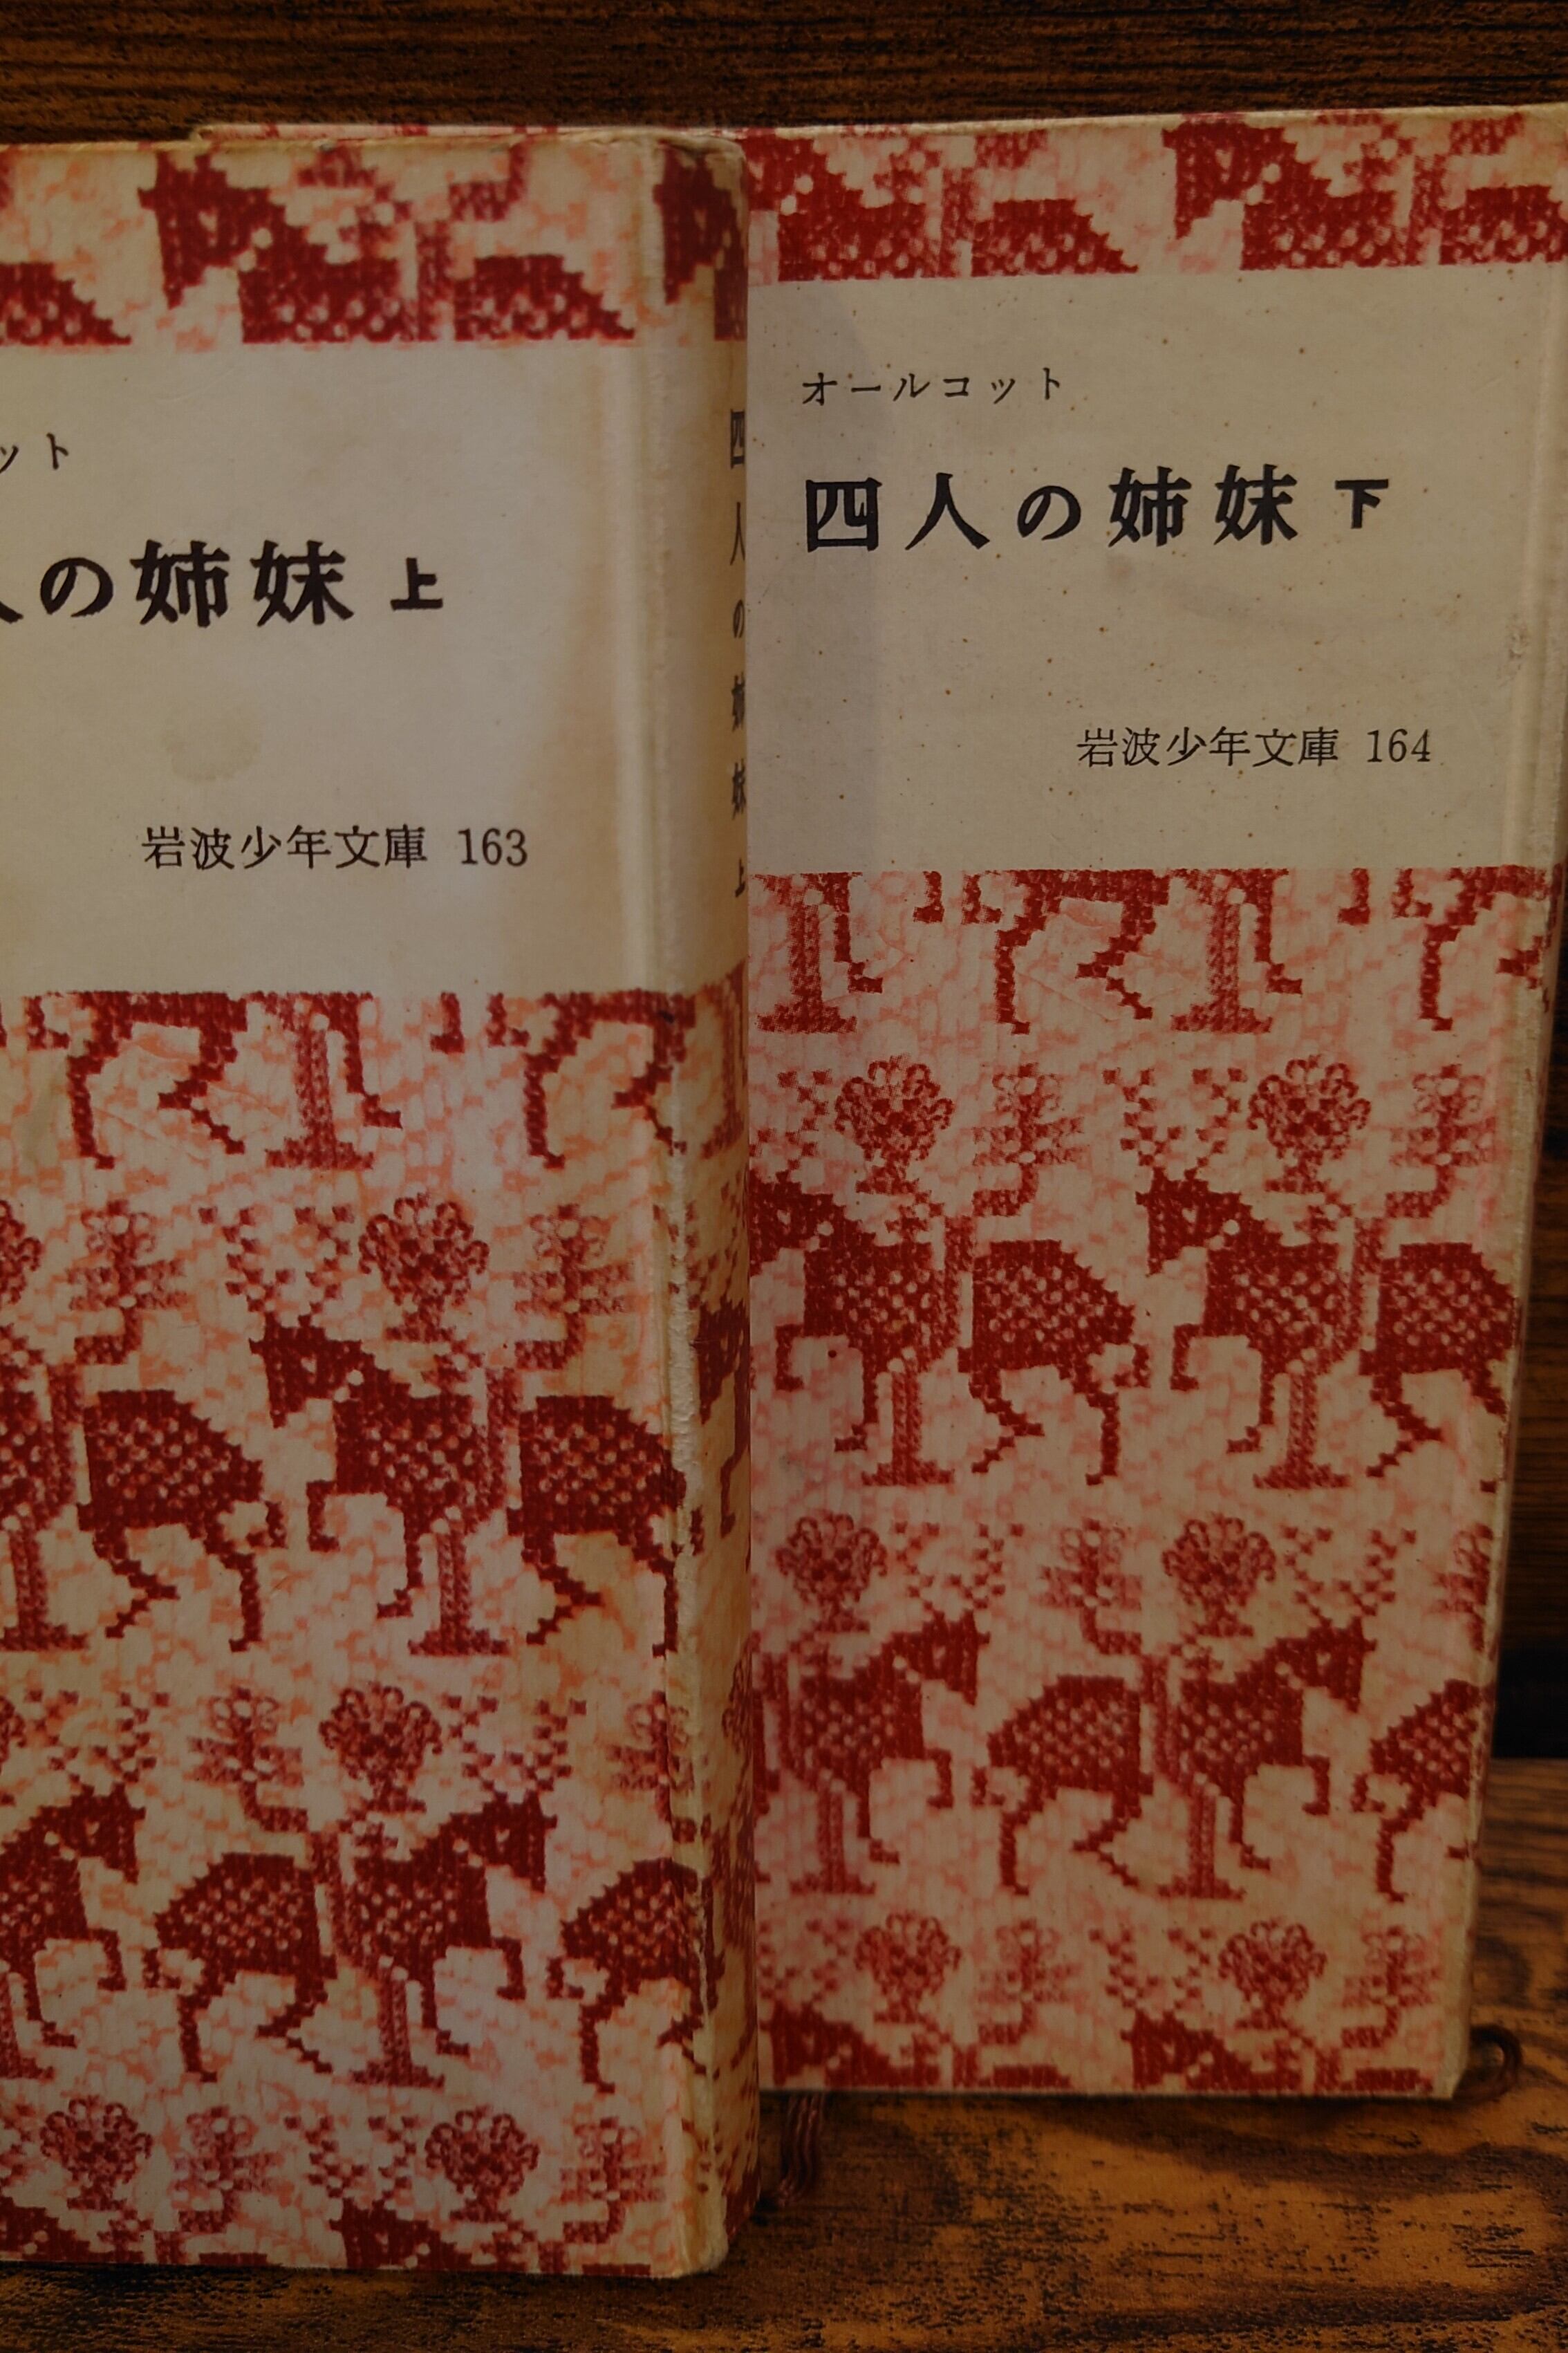 ット
の姉妹 上
岩波少年文庫 163
四人の姉妹 上
オールコット
四人の姉妹 下
岩波少年文庫 164